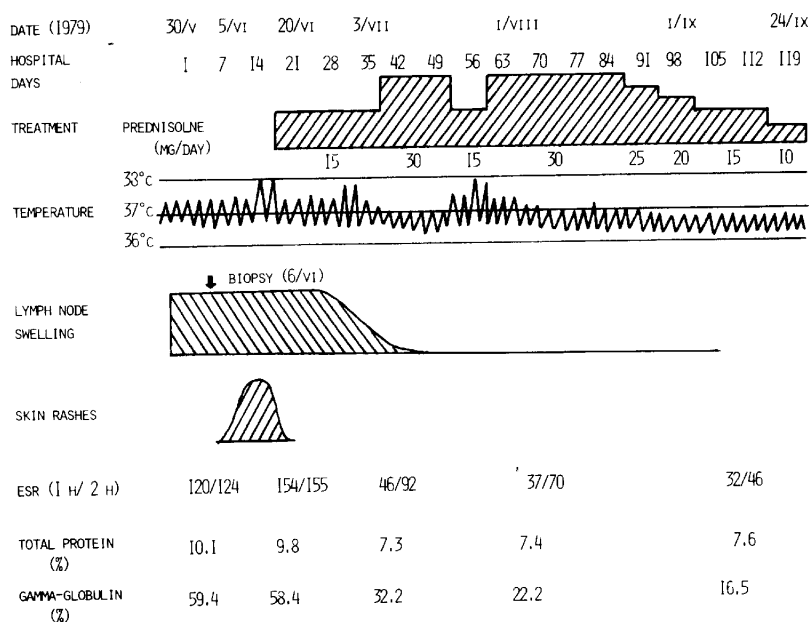 DATE (1979) 30/V 5/VI 20/VI 3/VII 1/VIII 1/IX 24/IX
HOSPITAL DAYS 1 7 14 21 28 35 42 49 56 63 70 77 84 91 98 105 112 119
TREATMENT PREDNISOLNE (MG/DAY)
15 30 15 30 25 20 15 10
38°C
TEMPERATURE 37°C
36°C
BIOPSY (6/VI)
LYMPH NODE SWELLING
SKIN RASHES
ESR (1 H/ 2 H) 120/124 154/155 46/92 37/70 32/46
TOTAL PROTEIN (%) 10.1 9.8 7.3 7.4 7.6
GAMMA-GLOBULIN (%) 59.4 58.4 32.2 22.2 16.5